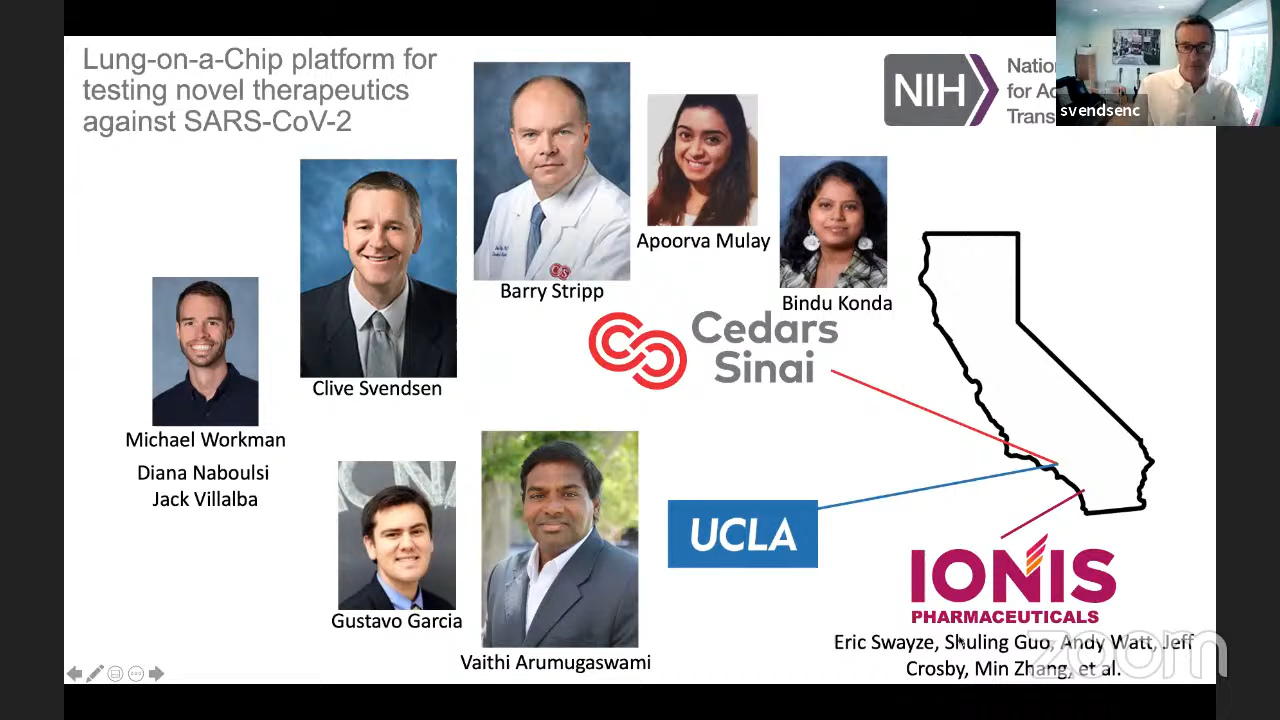 Lung-on-a-Chip platform for
testing novel therapeutics
against SARS-CoV-2
NIH
for
svendsenc
Apoorva Mulay
Barry Stripp
Bindu Konda
Cedars
Sinai
Clive Svendsen
Michael Workman
Diana Naboulsi
Jack Villalba
UCLA
Gustavo Garcia
Vaithi Arumugaswami
IONIS
PHARMACEUTICALS
Eric Swayze, Shuling Guo, Andy Watt, Jeff
Crosby, Min Zhang, et al.
zoom